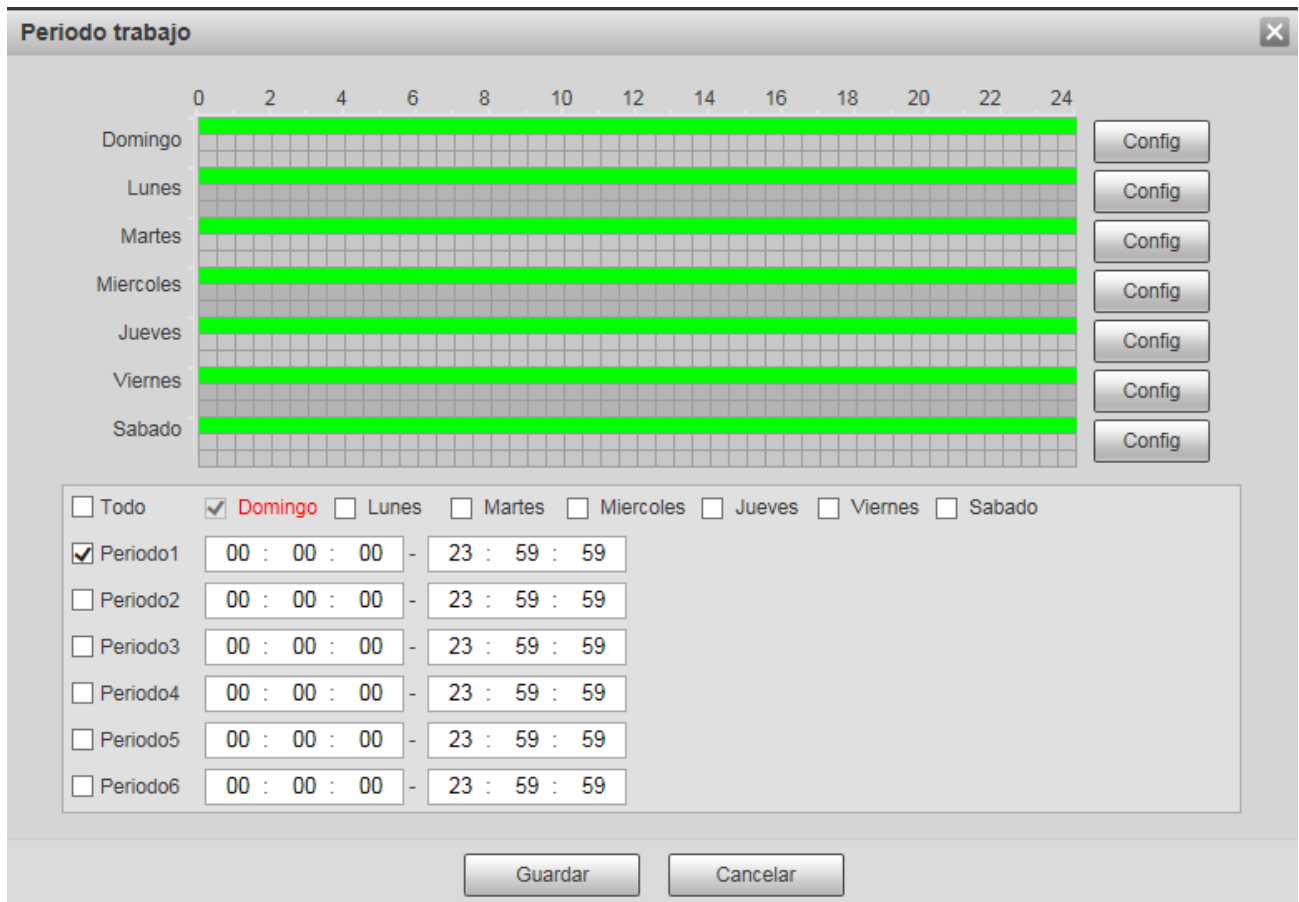 Periodo trabajo
0 2 4 6 8 10 12 14 16 18 20 22 24
Domingo Config
Lunes Config
Martes Config
Miercoles Config
Jueves Config
Viernes Config
Sabado Config
Todo Domingo Lunes Martes Miercoles Jueves Viernes Sabado
Periodo1 00 : 00 : 00 - 23 : 59 : 59
Periodo2 00 : 00 : 00 - 23 : 59 : 59
Periodo3 00 : 00 : 00 - 23 : 59 : 59
Periodo4 00 : 00 : 00 - 23 : 59 : 59
Periodo5 00 : 00 : 00 - 23 : 59 : 59
Periodo6 00 : 00 : 00 - 23 : 59 : 59
Guardar Cancelar